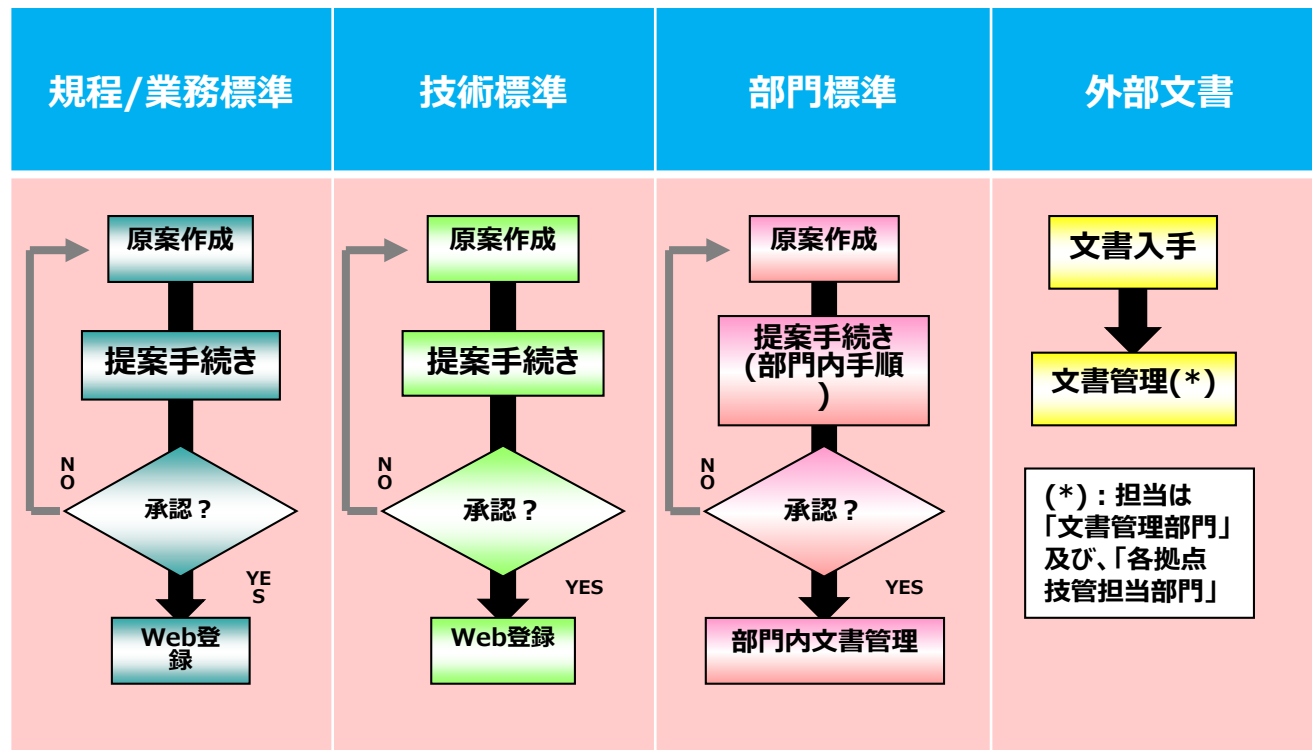 規程/業務標準
技術標準
部門標準
外部文書
原案作成
提案手続き
N
O
承認？
YE
S
Web登
録
原案作成
提案手続き
N
O
承認？
YES
Web登録
原案作成
提案手続き
(部門内手順
)
N
O
承認？
YES
部門内文書管理
文書入手
文書管理(*)
(*)：担当は
「文書管理部門」
及び、「各拠点
技管担当部門」